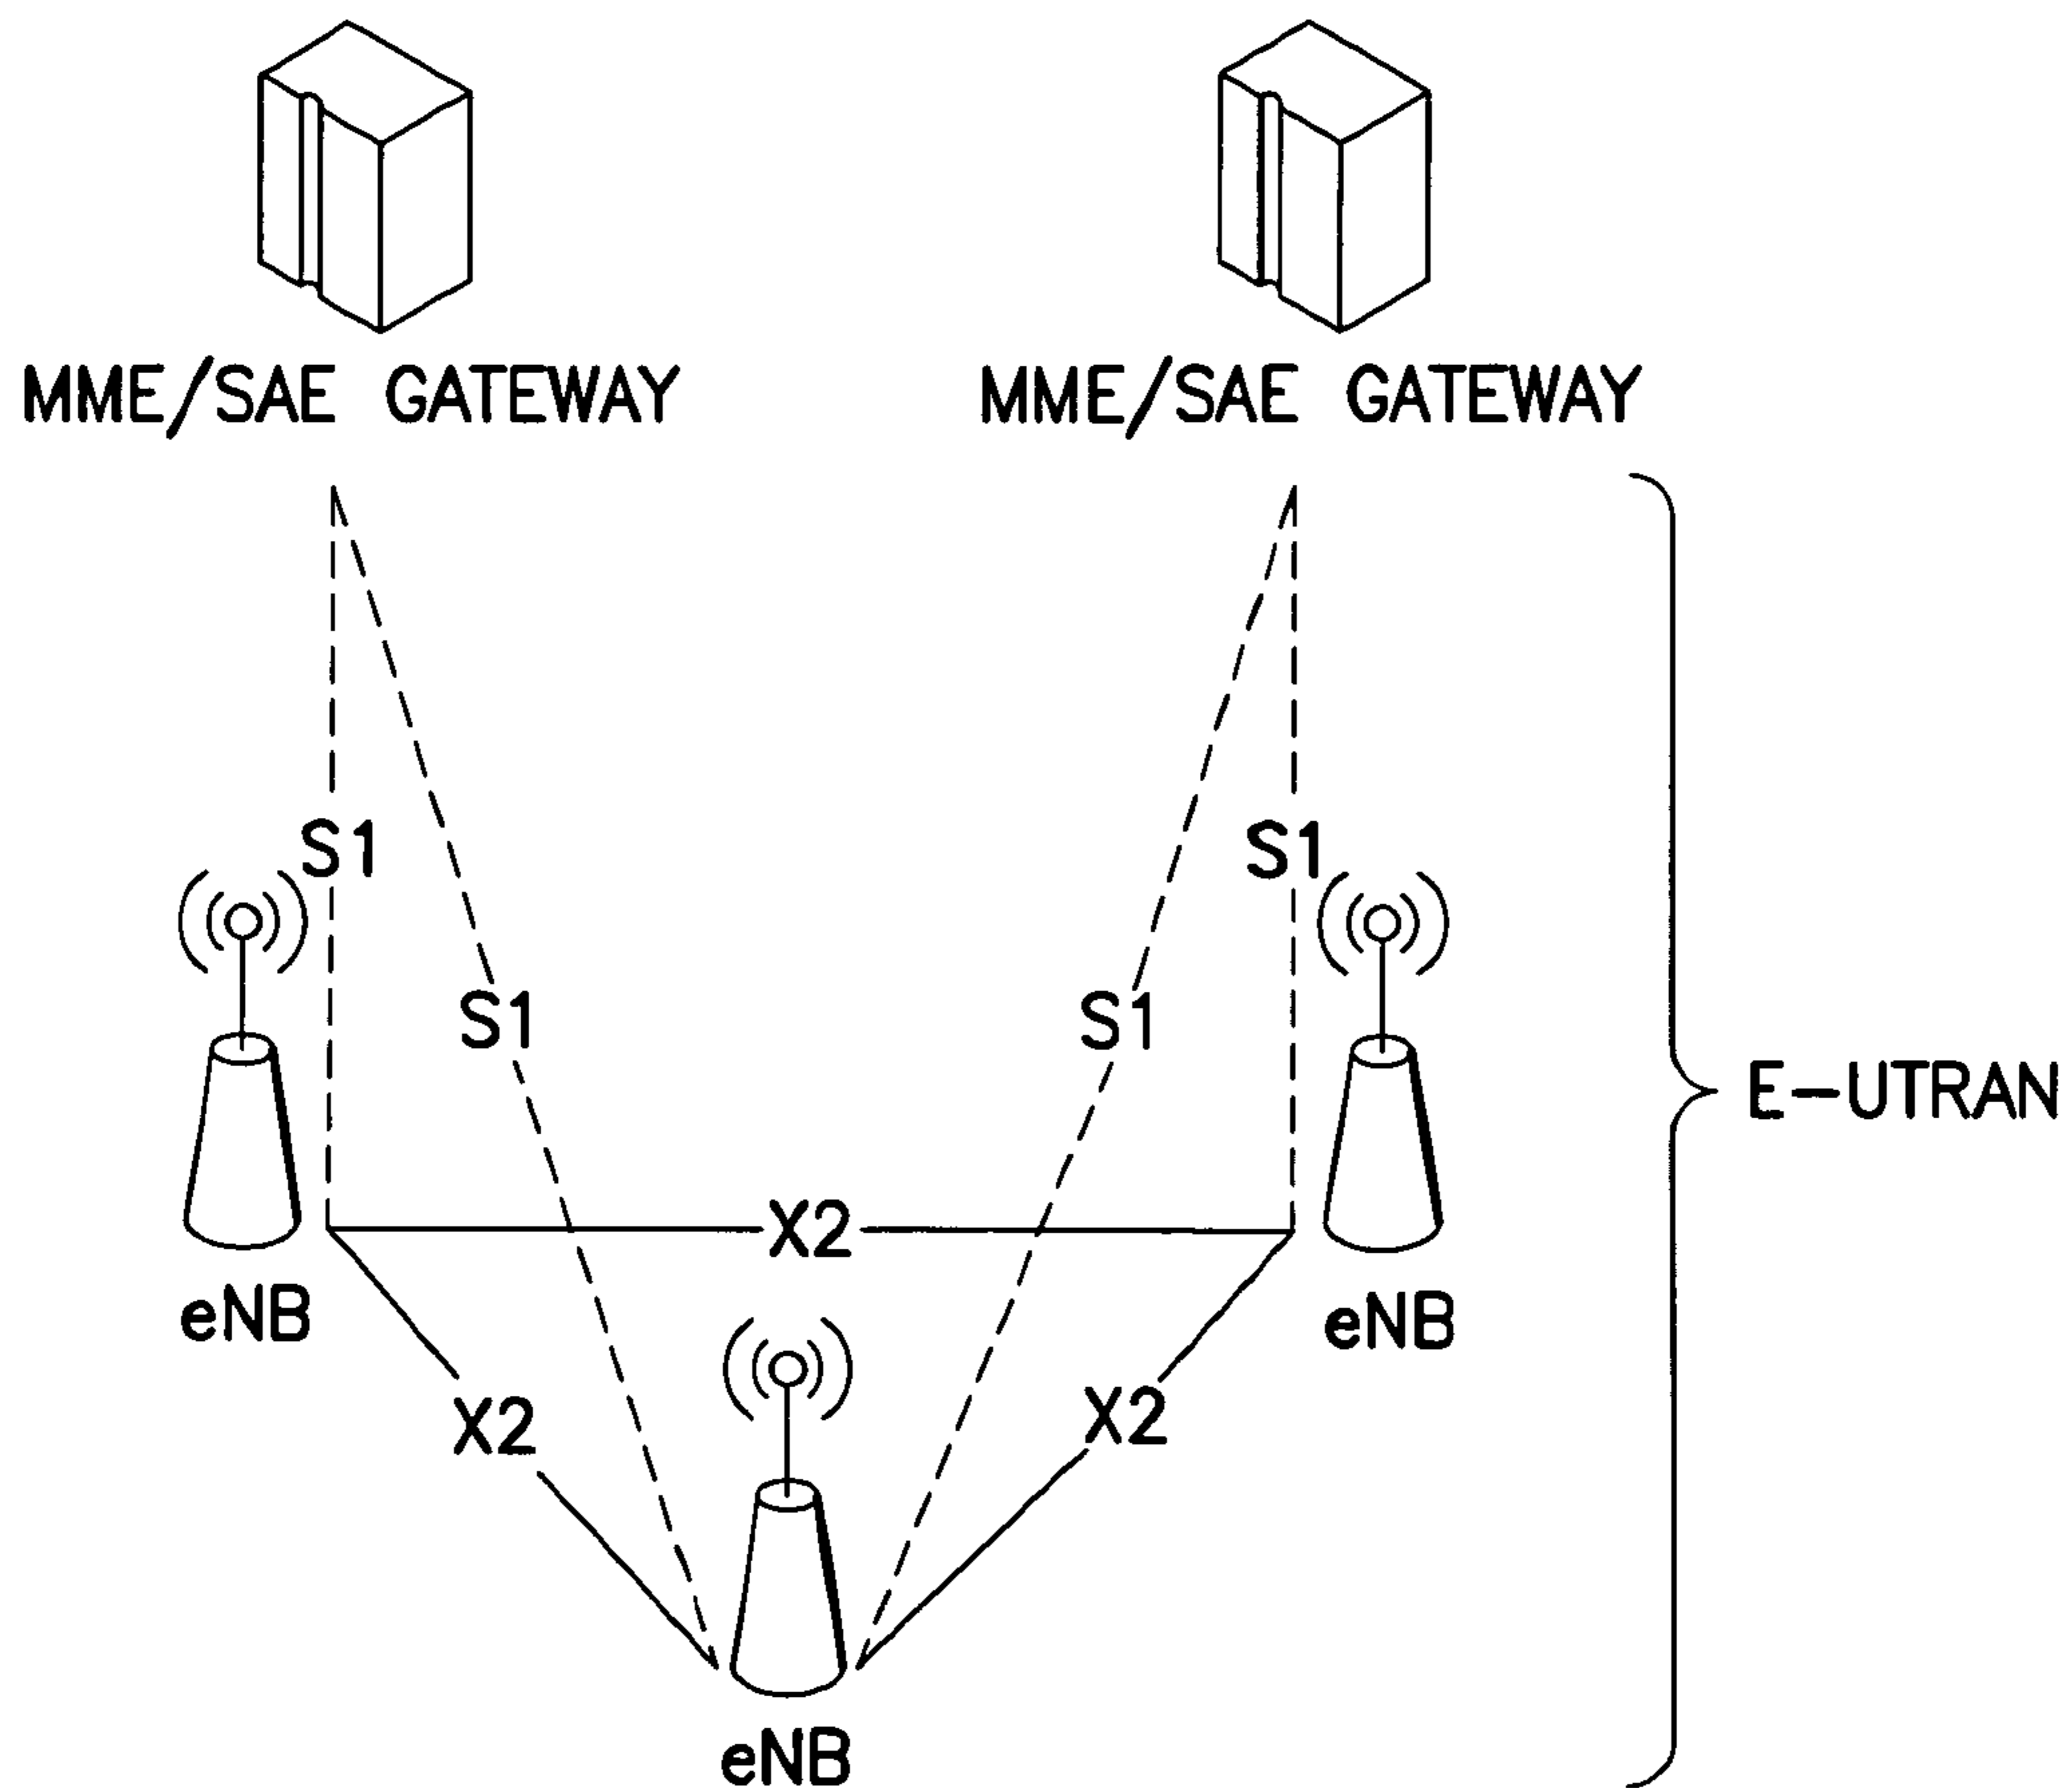 MME/SAE GATEWAY
MME/SAE GATEWAY
S1
S1
S1
S1
E-UTRAN
X2
eNB
eNB
X2
X2
eNB